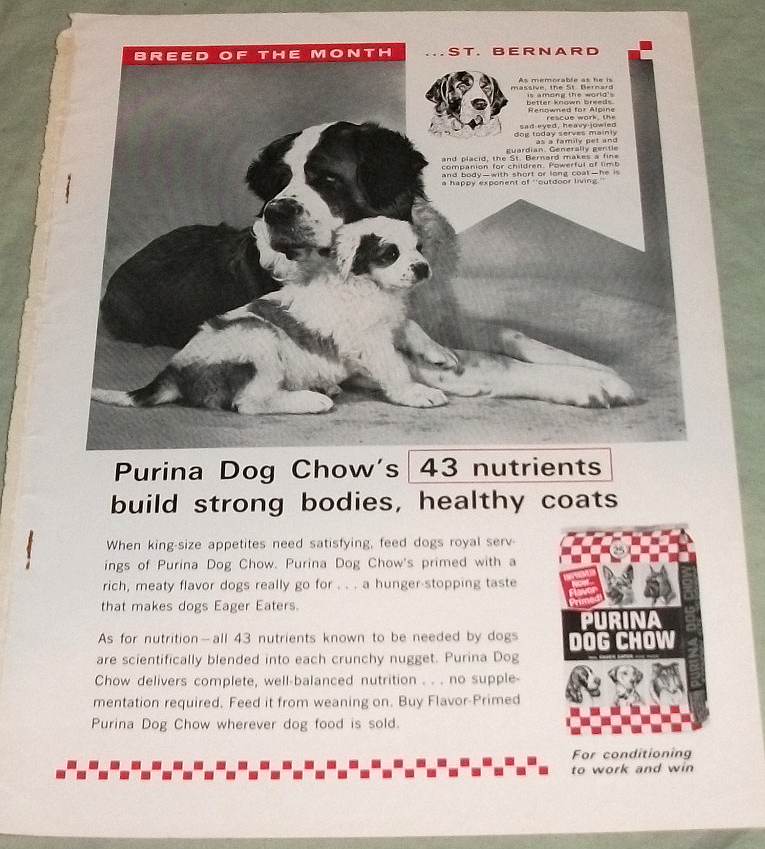 BREED OF THE MONTH ...ST. BERNARD
As memorable as he is
massive, the St. Bernard
is among the world's
better-known breeds.
Renowned for Alpine
rescue work, the
sad-eyed, heavy-jowled
dog today serves mainly
as a family pet and
guardian. Generally gentle
and placid, the St. Bernard makes a fine
companion for children. Powerful of limb
and body—with short or long coat—he is
a happy exponent of "outdoor living."
Purina Dog Chow's 43 nutrients
build strong bodies, healthy coats
When king-size appetites need satisfying, feed dogs royal serv-
ings of Purina Dog Chow. Purina Dog Chow's primed with a
rich, meaty flavor dogs really go for . . . a hunger-stopping taste
that makes dogs Eager Eaters.
As for nutrition—all 43 nutrients known to be needed by dogs
are scientifically blended into each crunchy nugget. Purina Dog
Chow delivers complete, well-balanced nutrition . . . no supple-
mentation required. Feed it from weaning on. Buy Flavor-Primed
Purina Dog Chow wherever dog food is sold.
25
Now...
Flavor
Primed!
PURINA
DOG CHOW
PURINA DOG CHOW
For conditioning
to work and win